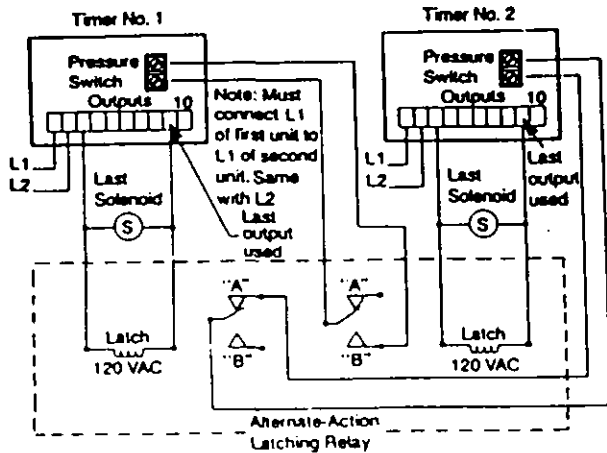 Timer No. 1
Pressure
Switch
Outputs
10
L1
L2
Last
Solenoid
S
Note: Must
connect L1
of first unit to
L1 of second
unit. Same
with L2
Last
output
used
Timer No. 2
Pressure
Switch
Outputs
10
L1
L2
Last
Solenoid
S
Last
output
used
Latch
120 VAC
"A"
"B"
"A"
"B"
Latch
120 VAC
Alternate-Action
Latching Relay